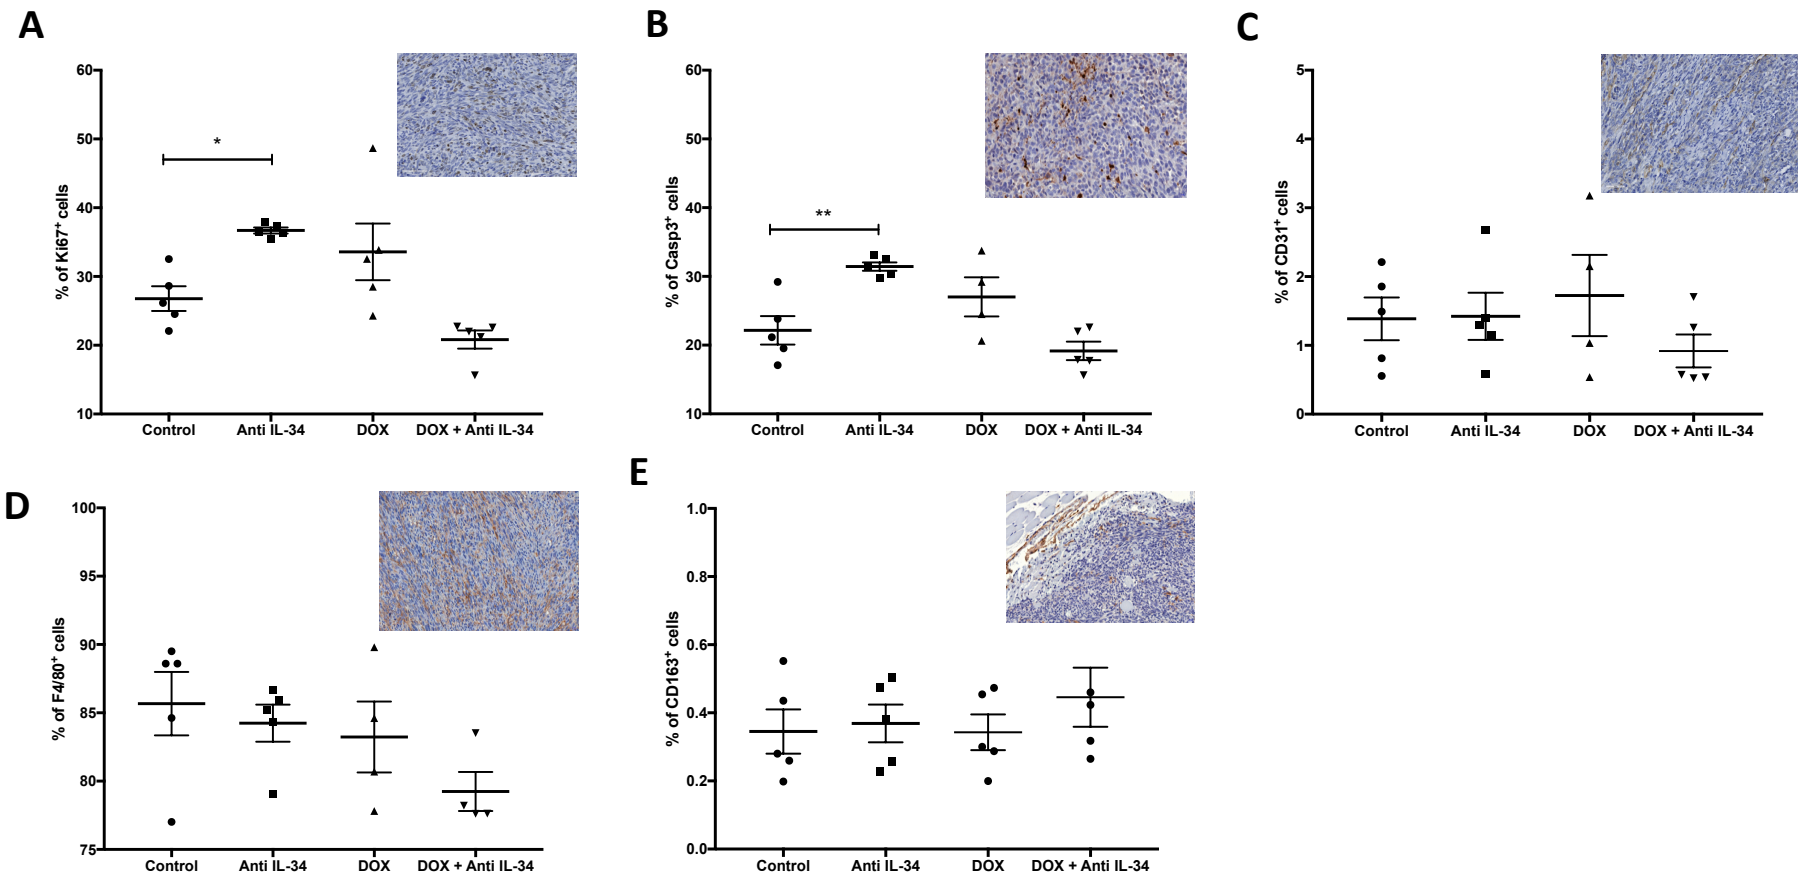 A
60
50
40
30
20
10
% of Ki67+ cells
*
Control
Anti IL-34
DOX
DOX + Anti IL-34
B
60
50
40
30
20
10
% of Casp3+ cells
**
Control
Anti IL-34
DOX
DOX + Anti IL-34
C
5
4
3
2
1
0
% of CD31+ cells
Control
Anti IL-34
DOX
DOX + Anti IL-34
D
100
95
90
85
80
75
% of F4/80+ cells
Control
Anti IL-34
DOX
DOX + Anti IL-34
E
1.0
0.8
0.6
0.4
0.2
0.0
% of CD163+ cells
Control
Anti IL-34
DOX
DOX + Anti IL-34